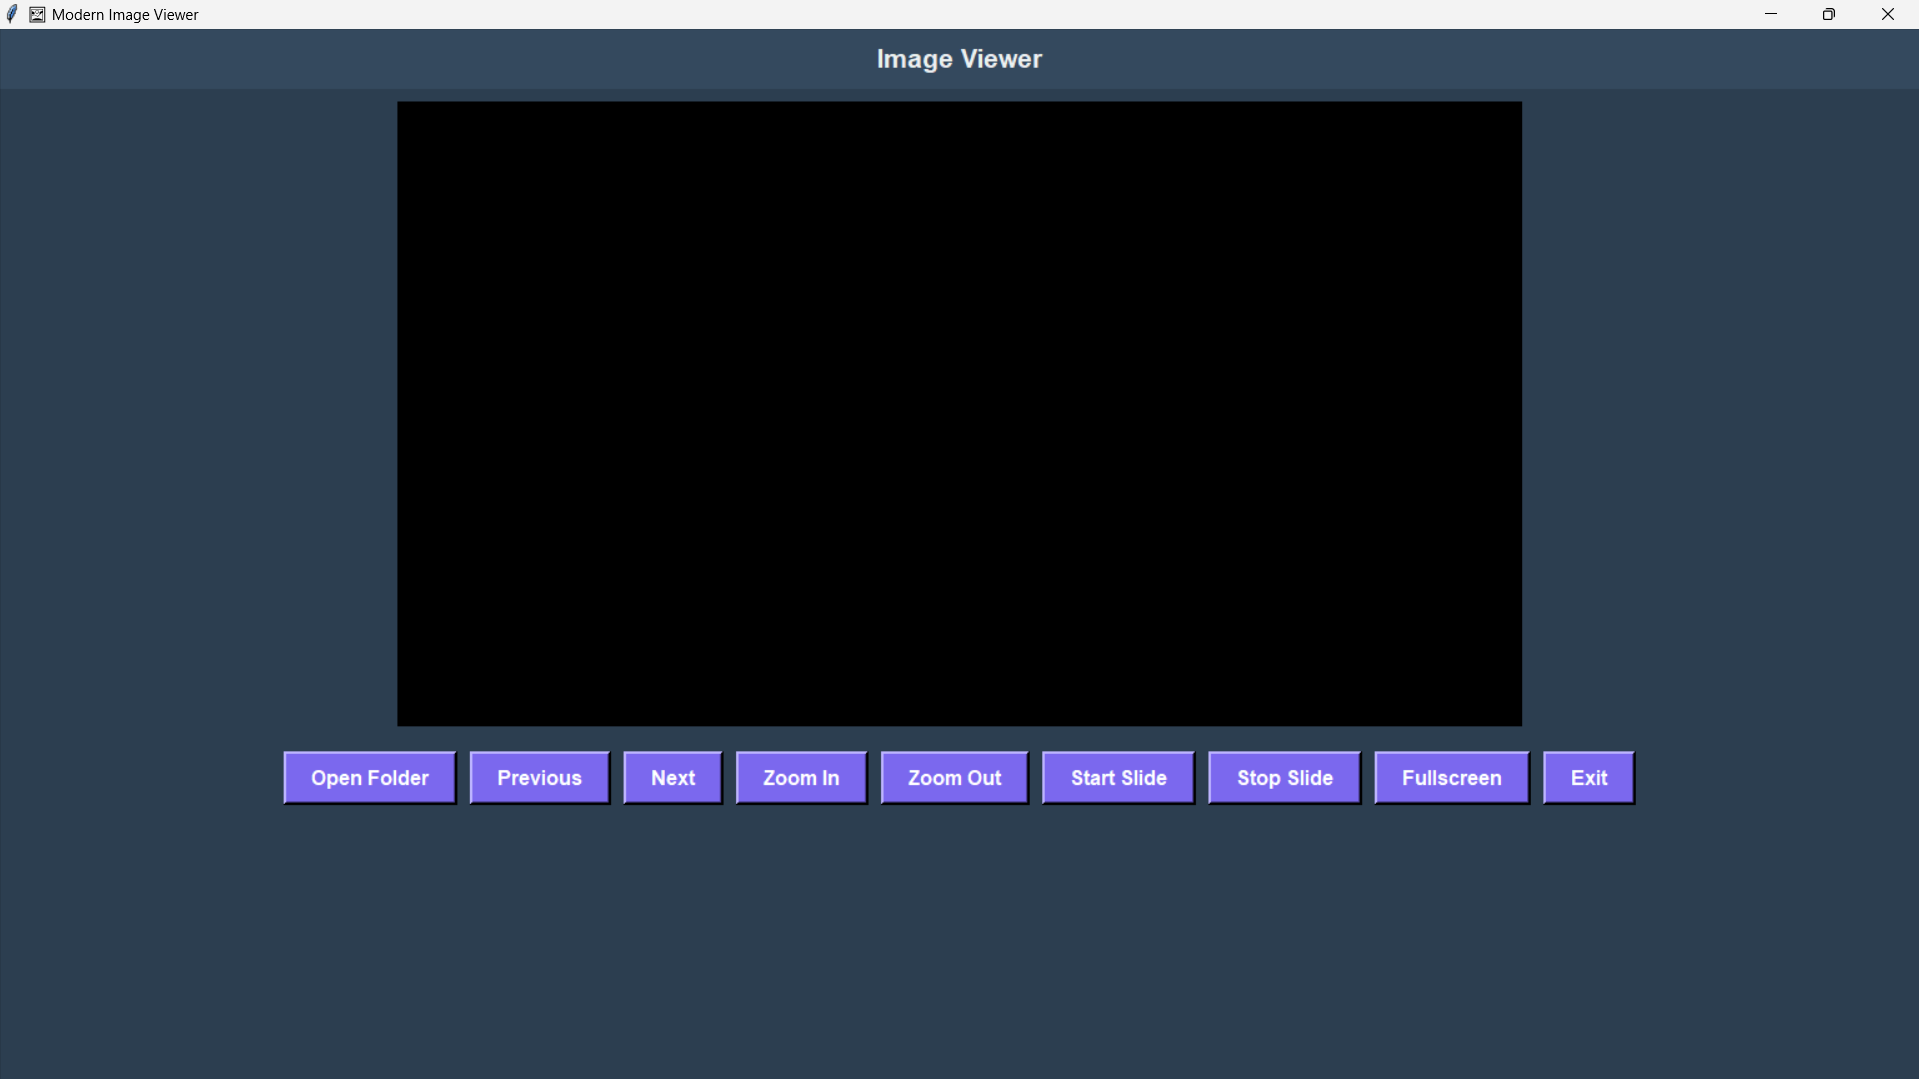 Modern Image Viewer
Image Viewer
Open Folder Previous Next Zoom In Zoom Out Start Slide Stop Slide Fullscreen Exit